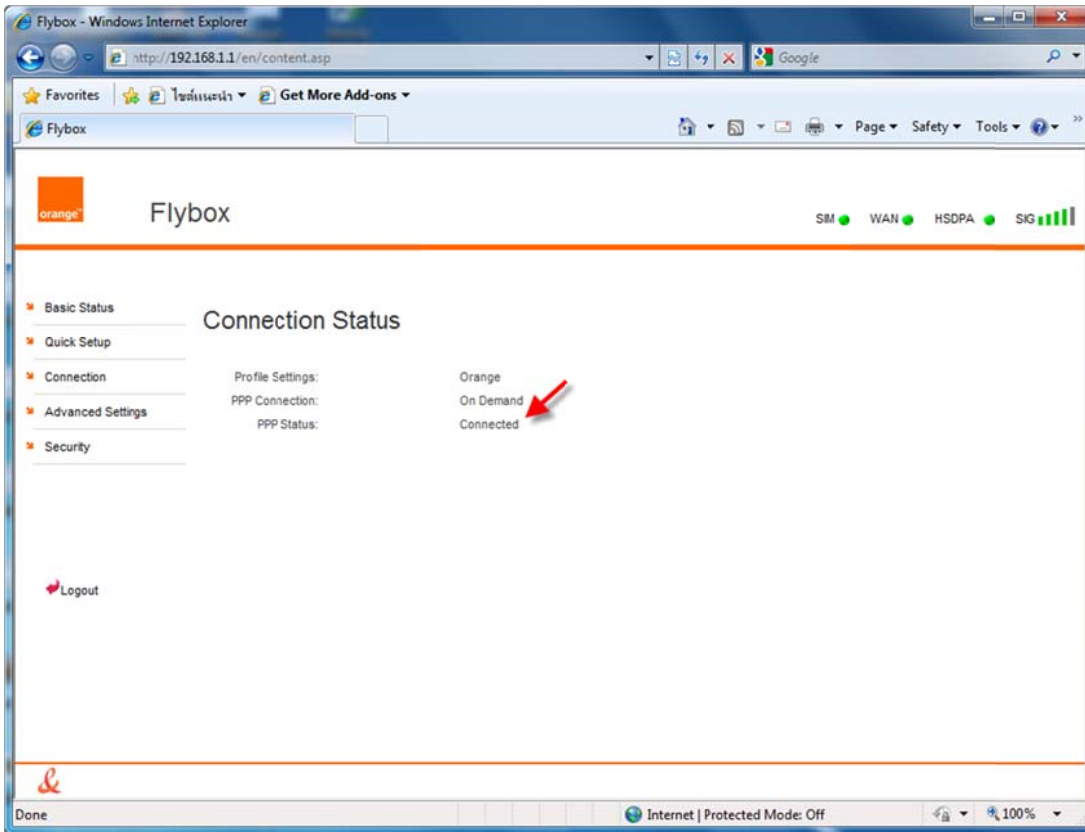 Flybox - Windows Internet Explorer
http://192.168.1.1/en/content.asp
Google
Favorites ไซต์แนะนำ Get More Add-ons
Flybox
Page Safety Tools
orange™
Flybox
SIM WAN HSDPA SIG
Basic Status
Quick Setup
Connection
Advanced Settings
Security
Logout
Connection Status
Profile Settings: Orange
PPP Connection: On Demand
PPP Status: Connected
&
Done Internet | Protected Mode: Off 100%